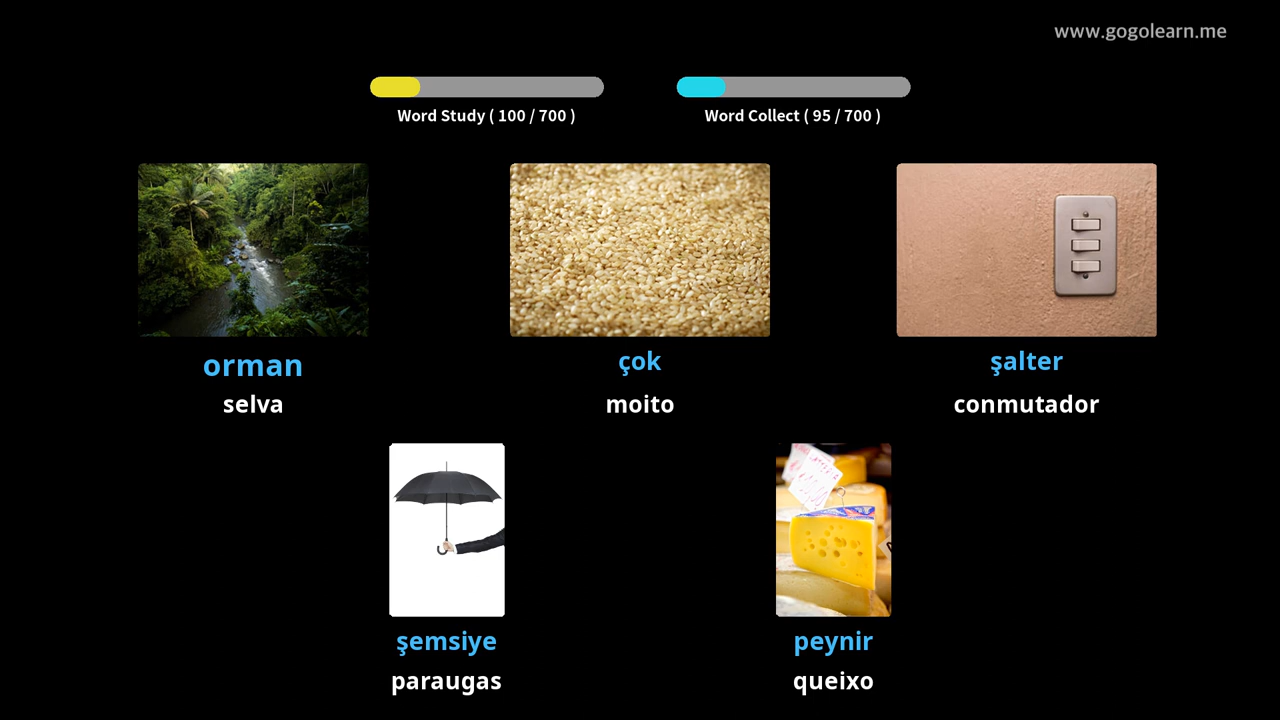 www.gogolearn.me
Word Study ( 100 / 700 )
Word Collect ( 95 / 700 )
orman
selva
çok
moito
şalter
conmutador
şemsiye
paraugas
peynir
queixo